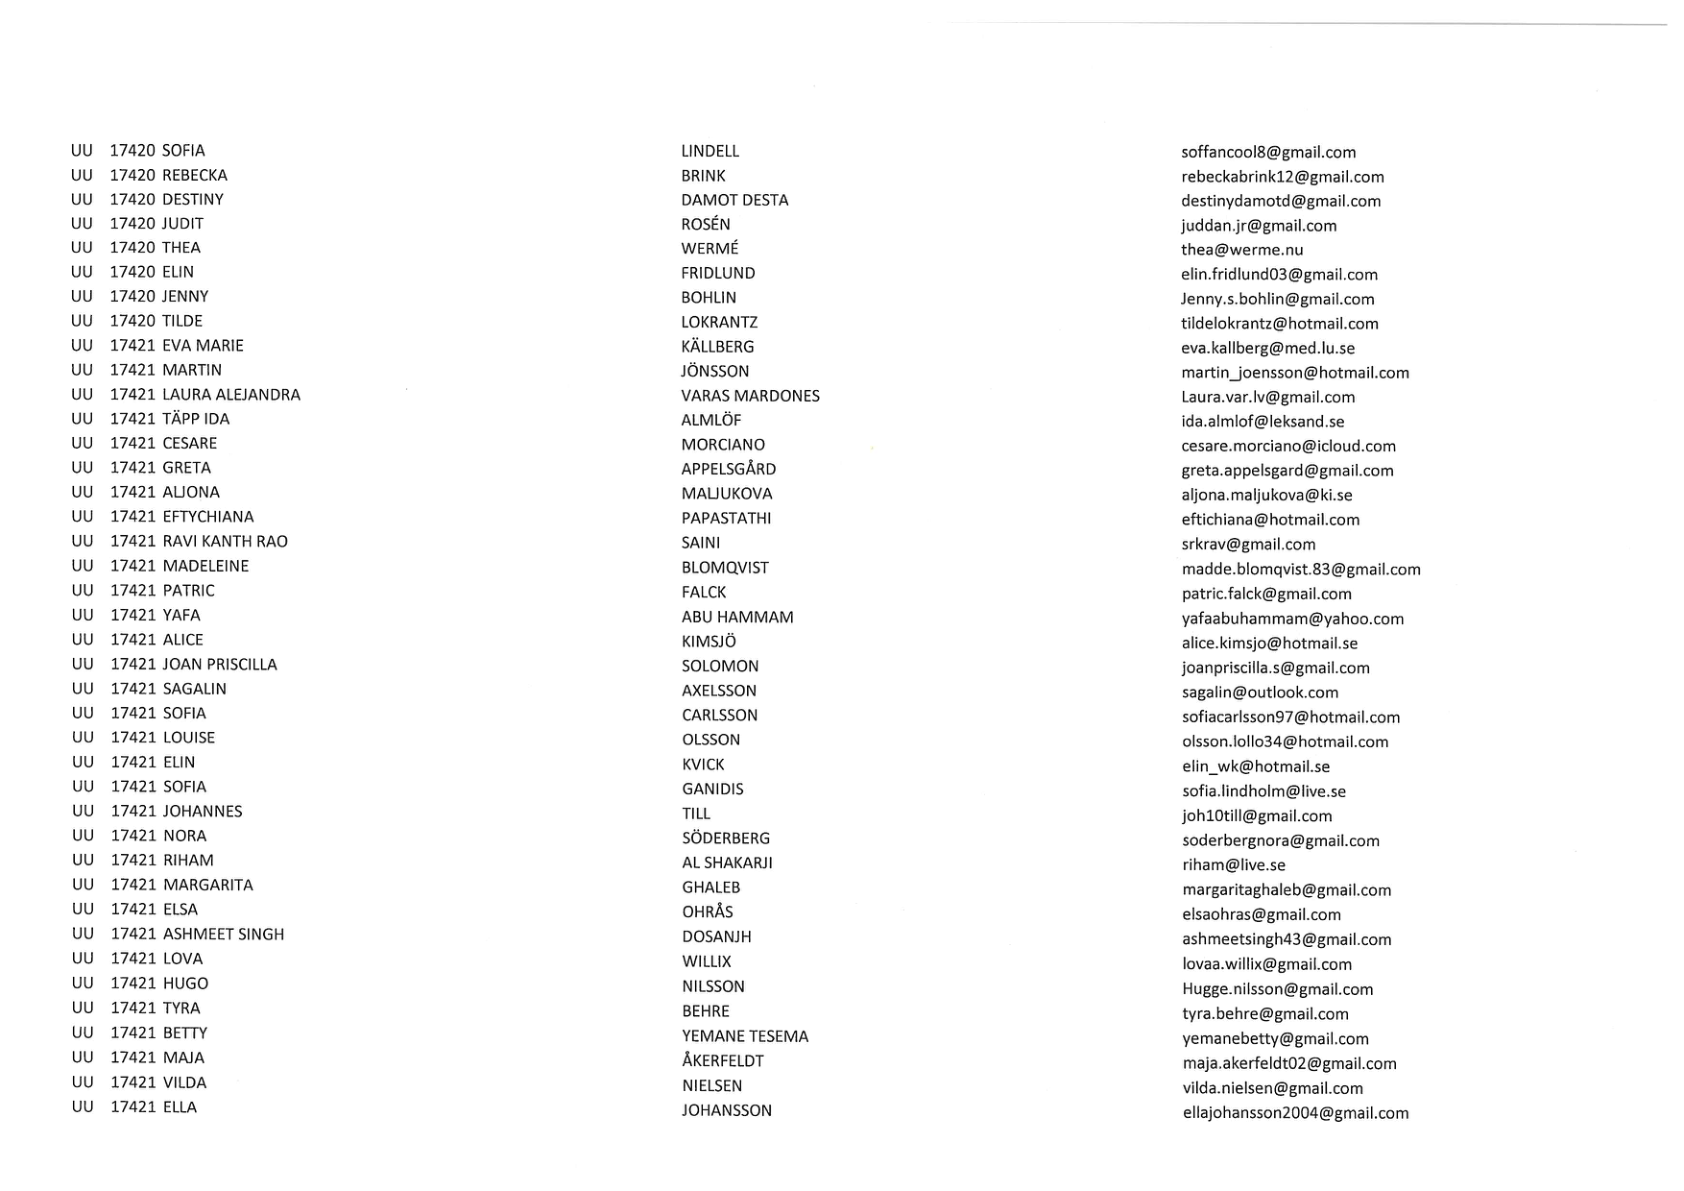 UU 17420 SOFIA LINDELL soffancool8@gmail.com
UU 17420 REBECKA BRINK rebeckabrink12@gmail.com
UU 17420 DESTINY DAMOT DESTA destinydamotd@gmail.com
UU 17420 JUDIT ROSÉN juddan.jr@gmail.com
UU 17420 THEA WERMÉ thea@werme.nu
UU 17420 ELIN FRIDLUND elin.fridlund03@gmail.com
UU 17420 JENNY BOHLIN Jenny.s.bohlin@gmail.com
UU 17420 TILDE LOKRANTZ tildelokrantz@hotmail.com
UU 17421 EVA MARIE KÄLLBERG eva.kallberg@med.lu.se
UU 17421 MARTIN JÖNSSON martin_joensson@hotmail.com
UU 17421 LAURA ALEJANDRA VARAS MARDONES Laura.var.lv@gmail.com
UU 17421 TÄPP IDA ALMLÖF ida.almlof@leksand.se
UU 17421 CESARE MORCIANO cesare.morciano@icloud.com
UU 17421 GRETA APPELSGÅRD greta.appelsgard@gmail.com
UU 17421 ALJONA MALJUKOVA aljona.maljukova@ki.se
UU 17421 EFTYCHIANA PAPASTATHI eftichiana@hotmail.com
UU 17421 RAVI KANTH RAO SAINI srkrav@gmail.com
UU 17421 MADELEINE BLOMQVIST madde.blomqvist.83@gmail.com
UU 17421 PATRIC FALCK patric.falck@gmail.com
UU 17421 YAFA ABU HAMMAM yafaabuhammam@yahoo.com
UU 17421 ALICE KIMSJÖ alice.kimsjo@hotmail.se
UU 17421 JOAN PRISCILLA SOLOMON joanpriscilla.s@gmail.com
UU 17421 SAGALIN AXELSSON sagalin@outlook.com
UU 17421 SOFIA CARLSSON sofiacarlsson97@hotmail.com
UU 17421 LOUISE OLSSON olsson.lollo34@hotmail.com
UU 17421 ELIN KVICK elin_wk@hotmail.se
UU 17421 SOFIA GANIDIS sofia.lindholm@live.se
UU 17421 JOHANNES TILL joh10till@gmail.com
UU 17421 NORA SÖDERBERG soderbergnora@gmail.com
UU 17421 RIHAM AL SHAKARJI riham@live.se
UU 17421 MARGARITA GHALEB margaritaghaleb@gmail.com
UU 17421 ELSA OHRÅS elsaohras@gmail.com
UU 17421 ASHMEET SINGH DOSANJH ashmeetsingh43@gmail.com
UU 17421 LOVA WILLIX lovaa.willix@gmail.com
UU 17421 HUGO NILSSON Hugge.nilsson@gmail.com
UU 17421 TYRA BEHRE tyra.behre@gmail.com
UU 17421 BETTY YEMANE TESEMA yemanebetty@gmail.com
UU 17421 MAJA ÅKERFELDT maja.akerfeldt02@gmail.com
UU 17421 VILDA NIELSEN vilda.nielsen@gmail.com
UU 17421 ELLA JOHANSSON ellajohansson2004@gmail.com